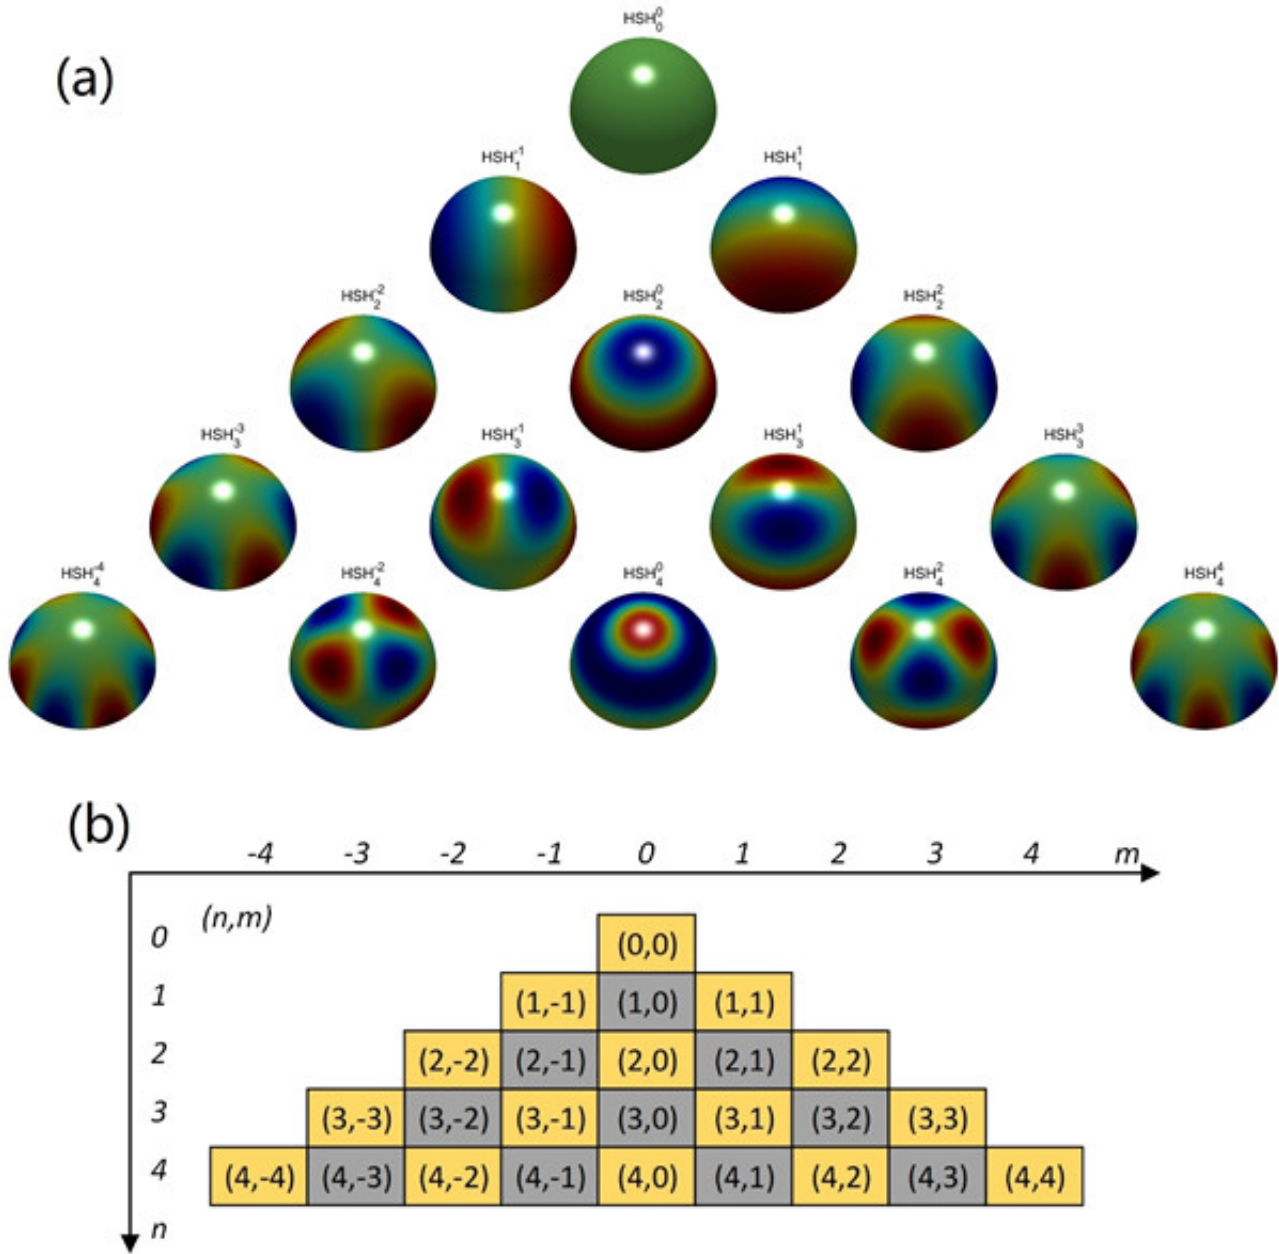 (a)
HSH₀⁰
HSH₁⁻¹ HSH₁¹
HSH₂⁻² HSH₂⁰ HSH₂²
HSH₃⁻³ HSH₃⁻¹ HSH₃¹ HSH₃³
HSH₄⁻⁴ HSH₄⁻² HSH₄⁰ HSH₄² HSH₄⁴
(b)
-4 -3 -2 -1 0 1 2 3 4 m
(n,m)
0 (0,0)
1 (1,-1) (1,0) (1,1)
2 (2,-2) (2,-1) (2,0) (2,1) (2,2)
3 (3,-3) (3,-2) (3,-1) (3,0) (3,1) (3,2) (3,3)
4 (4,-4) (4,-3) (4,-2) (4,-1) (4,0) (4,1) (4,2) (4,3) (4,4)
n